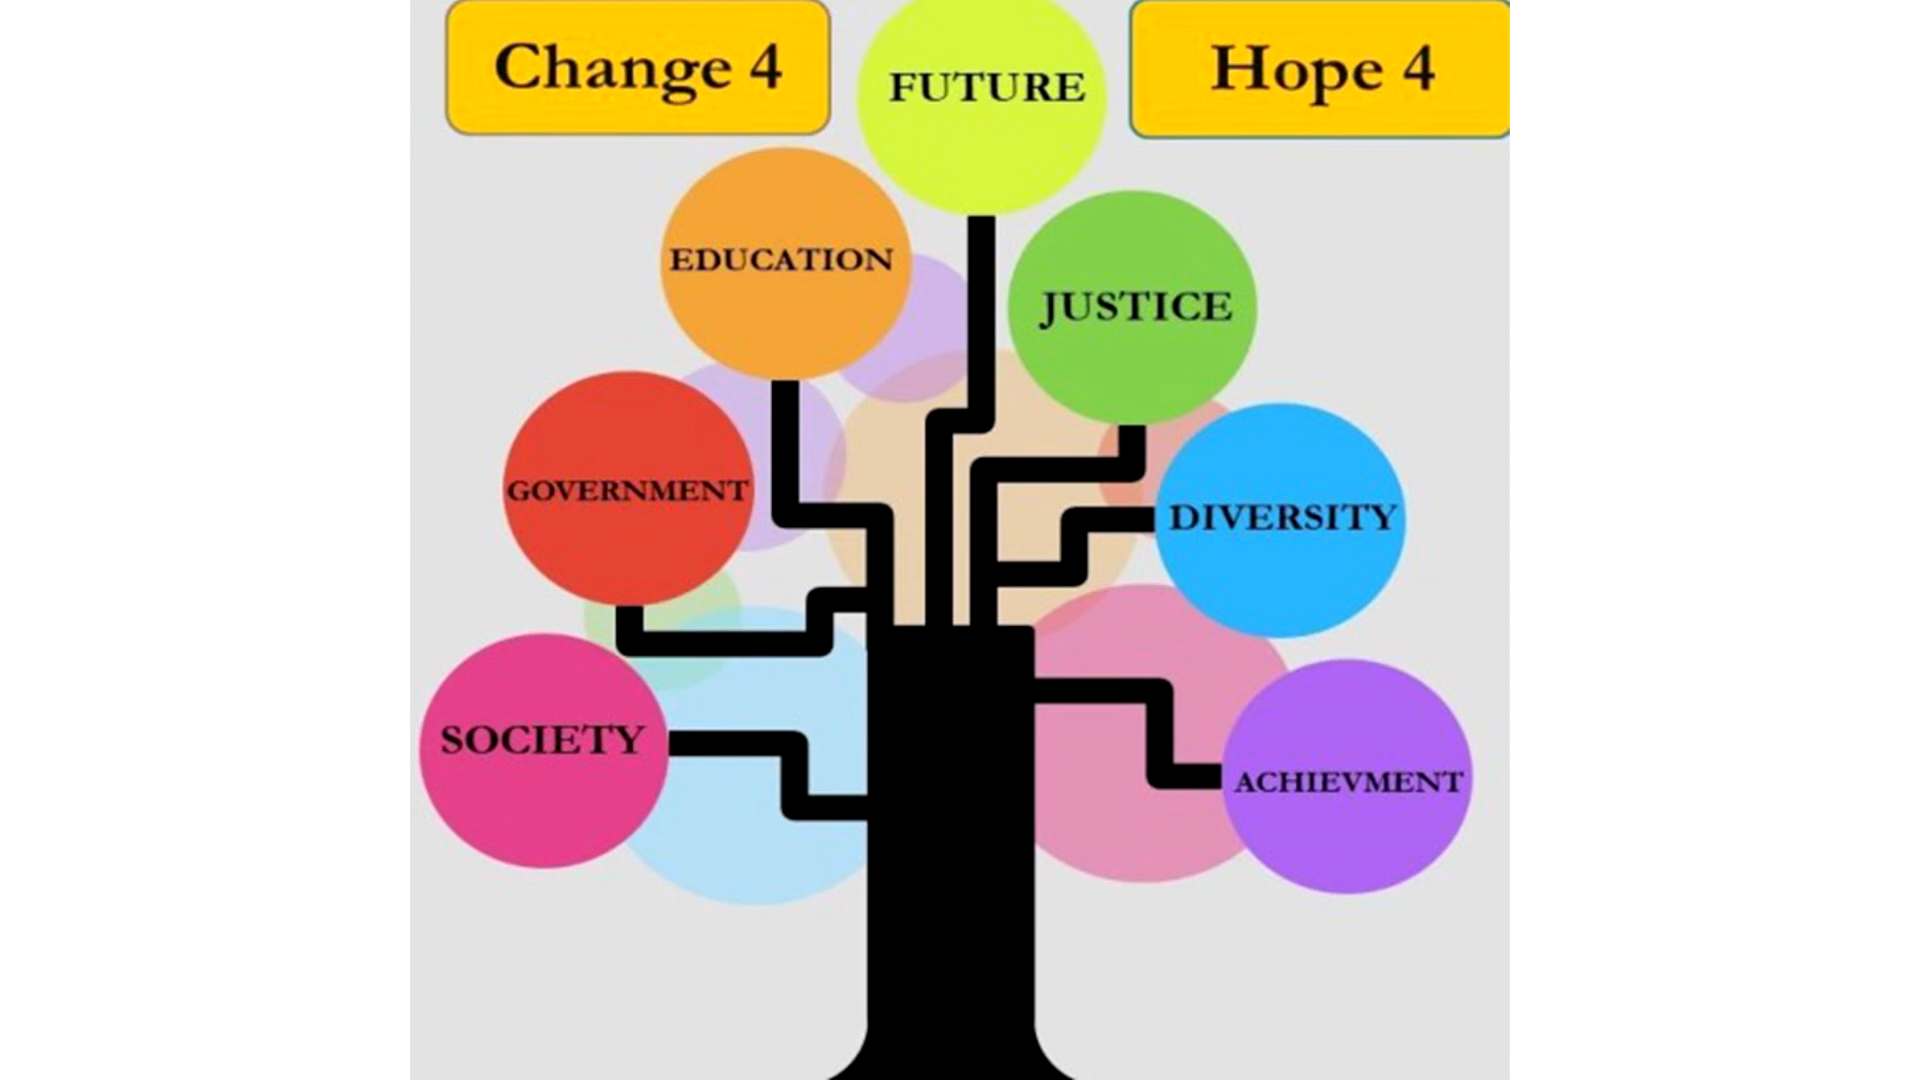 Change 4
FUTURE
Hope 4
EDUCATION
JUSTICE
GOVERNMENT
DIVERSITY
SOCIETY
ACHIEVMENT